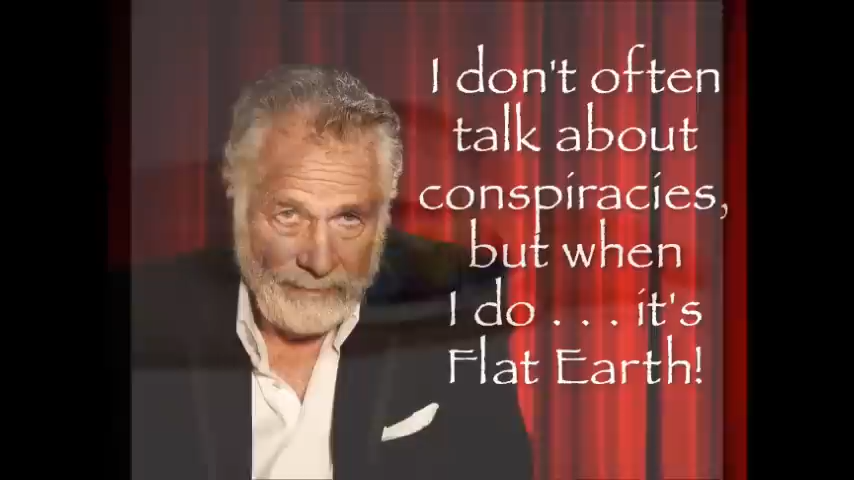 I don't often
talk about
conspiracies,
but when
I do . . . it's
Flat Earth!